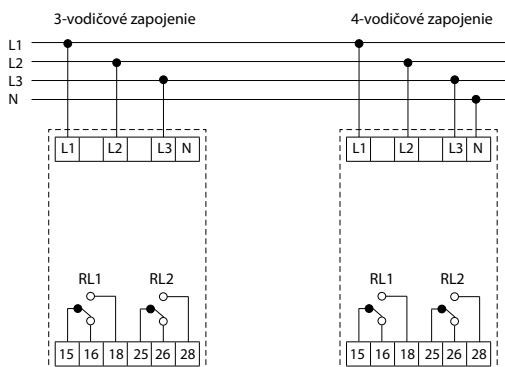 3-vodičové zapojenie 4-vodičové zapojenie
L1
L2
L3
N
L1 L2 L3 N L1 L2 L3 N
RL1 RL2 RL1 RL2
15 16 18 25 26 28 15 16 18 25 26 28